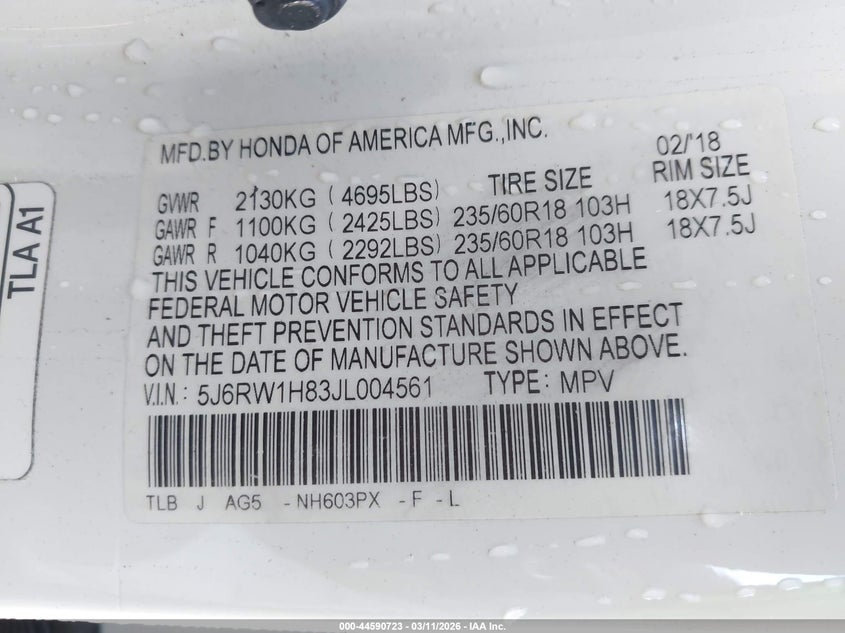 MFD.BY HONDA OF AMERICA MFG.,INC. 02/'18
TIRE SIZE RIM SIZE
GVWR 2130KG (4695LBS)
GAWR F 1100KG (2425LBS) 235/60R18 103H 18X7.5J
GAWR R 1040KG (2292LBS) 235/60R18 103H 18X7.5J
THIS VEHICLE CONFORMS TO ALL APPLICABLE
FEDERAL MOTOR VEHICLE SAFETY
AND THEFT PREVENTION STANDARDS IN EFFECT
ON THE DATE OF MANUFACTURE SHOWN ABOVE.
V.I.N.: 5J6RW1H83JL004561 TYPE: MPV
TLB J AG5 -NH603PX -F -L
TLA A1
000-44590723 - 03/11/2026 - IAA Inc.